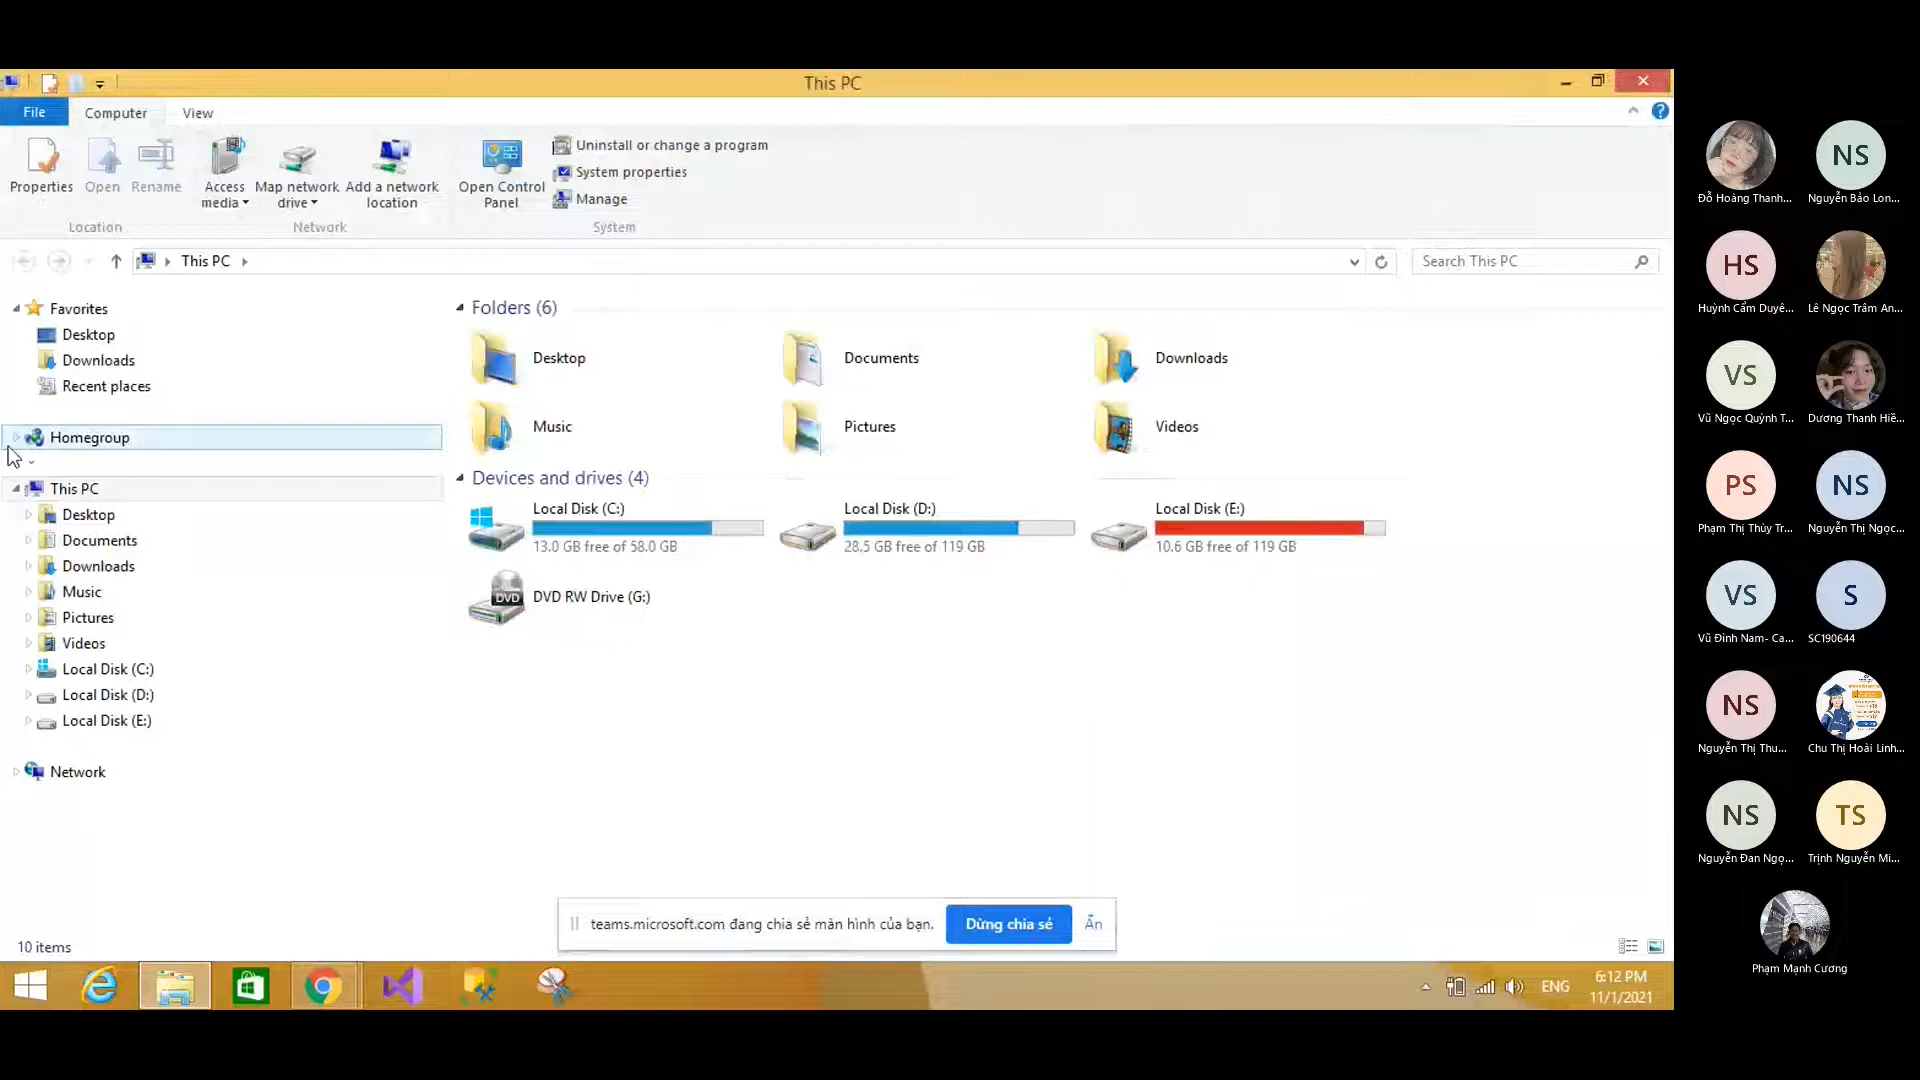 This PC
File
Computer
View
Properties
Open
Rename
Access media
Map network drive
Add a network location
Open Control Panel
Uninstall or change a program
System properties
Manage
Location
Network
System
This PC
Search This PC
Favorites
Desktop
Downloads
Recent places
Homegroup
This PC
Desktop
Documents
Downloads
Music
Pictures
Videos
Local Disk (C:)
Local Disk (D:)
Local Disk (E:)
Network
Folders (6)
Desktop
Documents
Downloads
Music
Pictures
Videos
Devices and drives (4)
Local Disk (C:)
13.0 GB free of 58.0 GB
Local Disk (D:)
28.5 GB free of 119 GB
Local Disk (E:)
10.6 GB free of 119 GB
DVD
DVD RW Drive (G:)
teams.microsoft.com đang chia sẻ màn hình của bạn.
Dừng chia sẻ
Ẩn
10 items
ENG
6:12 PM
11/1/2021
Đỗ Hoàng Thanh...
NS
Nguyễn Bảo Lon...
HS
Huỳnh Cẩm Duyê...
Lê Ngọc Trâm An...
VS
Vũ Ngọc Quỳnh T...
Dương Thanh Hiề...
PS
Phạm Thị Thùy Tr...
NS
Nguyễn Thị Ngọc...
VS
Vũ Đình Nam- Ca...
S
SC190644
NS
Nguyễn Thị Thu...
Chu Thị Hoài Linh...
NS
Nguyễn Đan Ngọ...
TS
Trịnh Nguyễn Mi...
Phạm Mạnh Cương